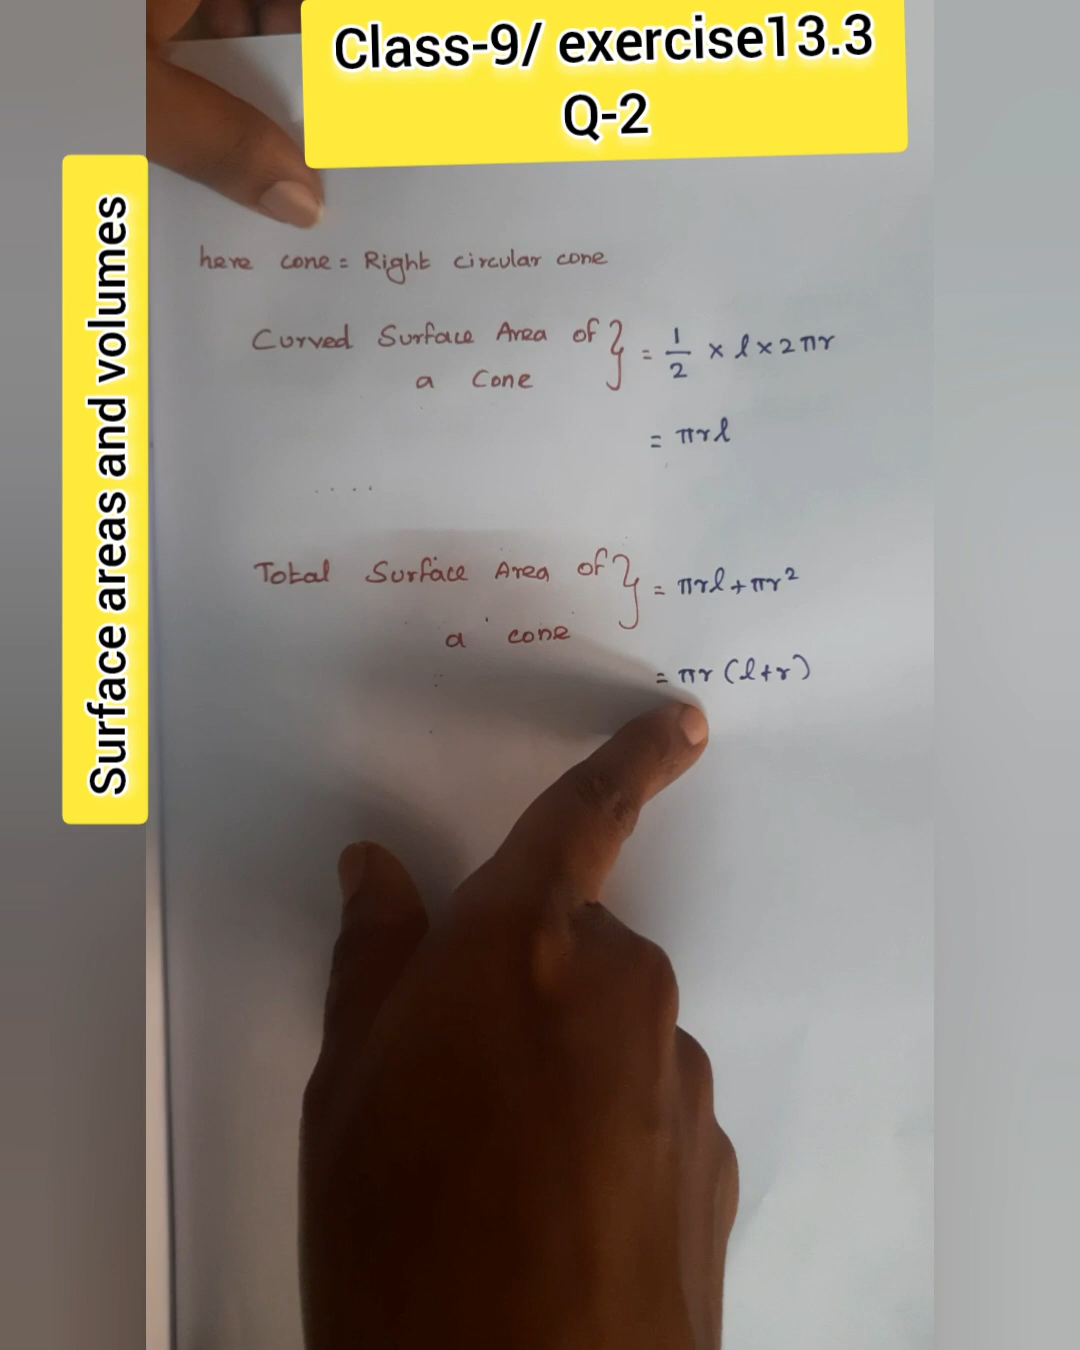 Class-9/ exercise13.3
Q-2
Surface areas and volumes
here cone = Right circular cone
Curved Surface Area of } = 1/2 × l × 2πr
a Cone
= πrl
. . . .
Total Surface Area of } = πrl + πr²
a cone
= πr (l+r)